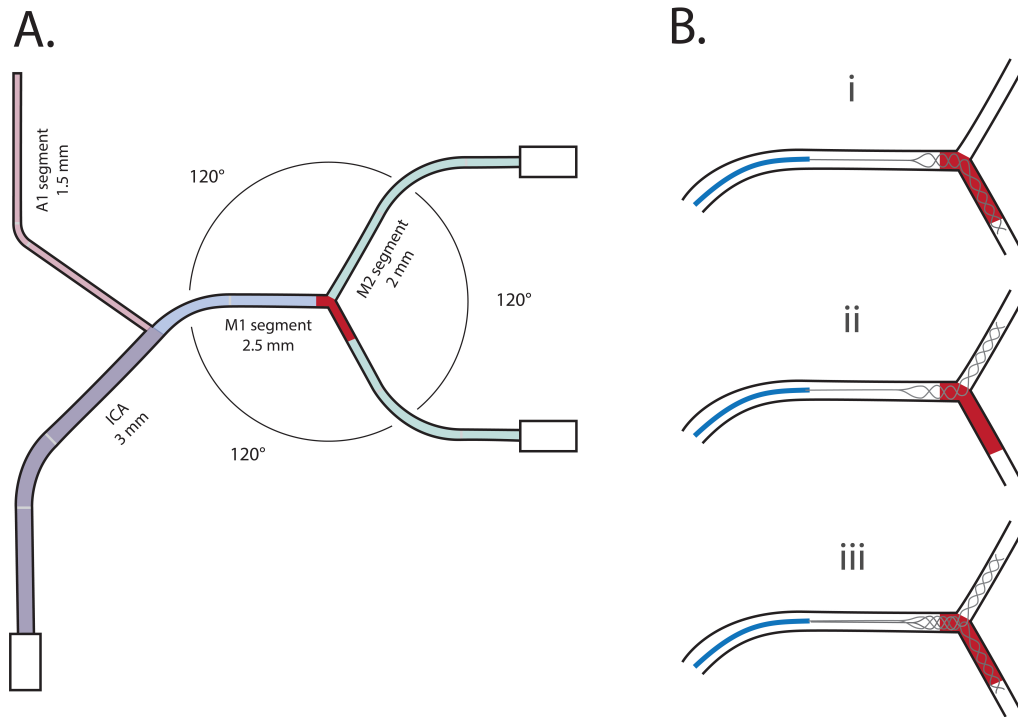 A.
B.
A1 segment
1.5 mm
120°
M2 segment
2 mm
120°
M1 segment
2.5 mm
ICA
3 mm
120°
i
ii
iii